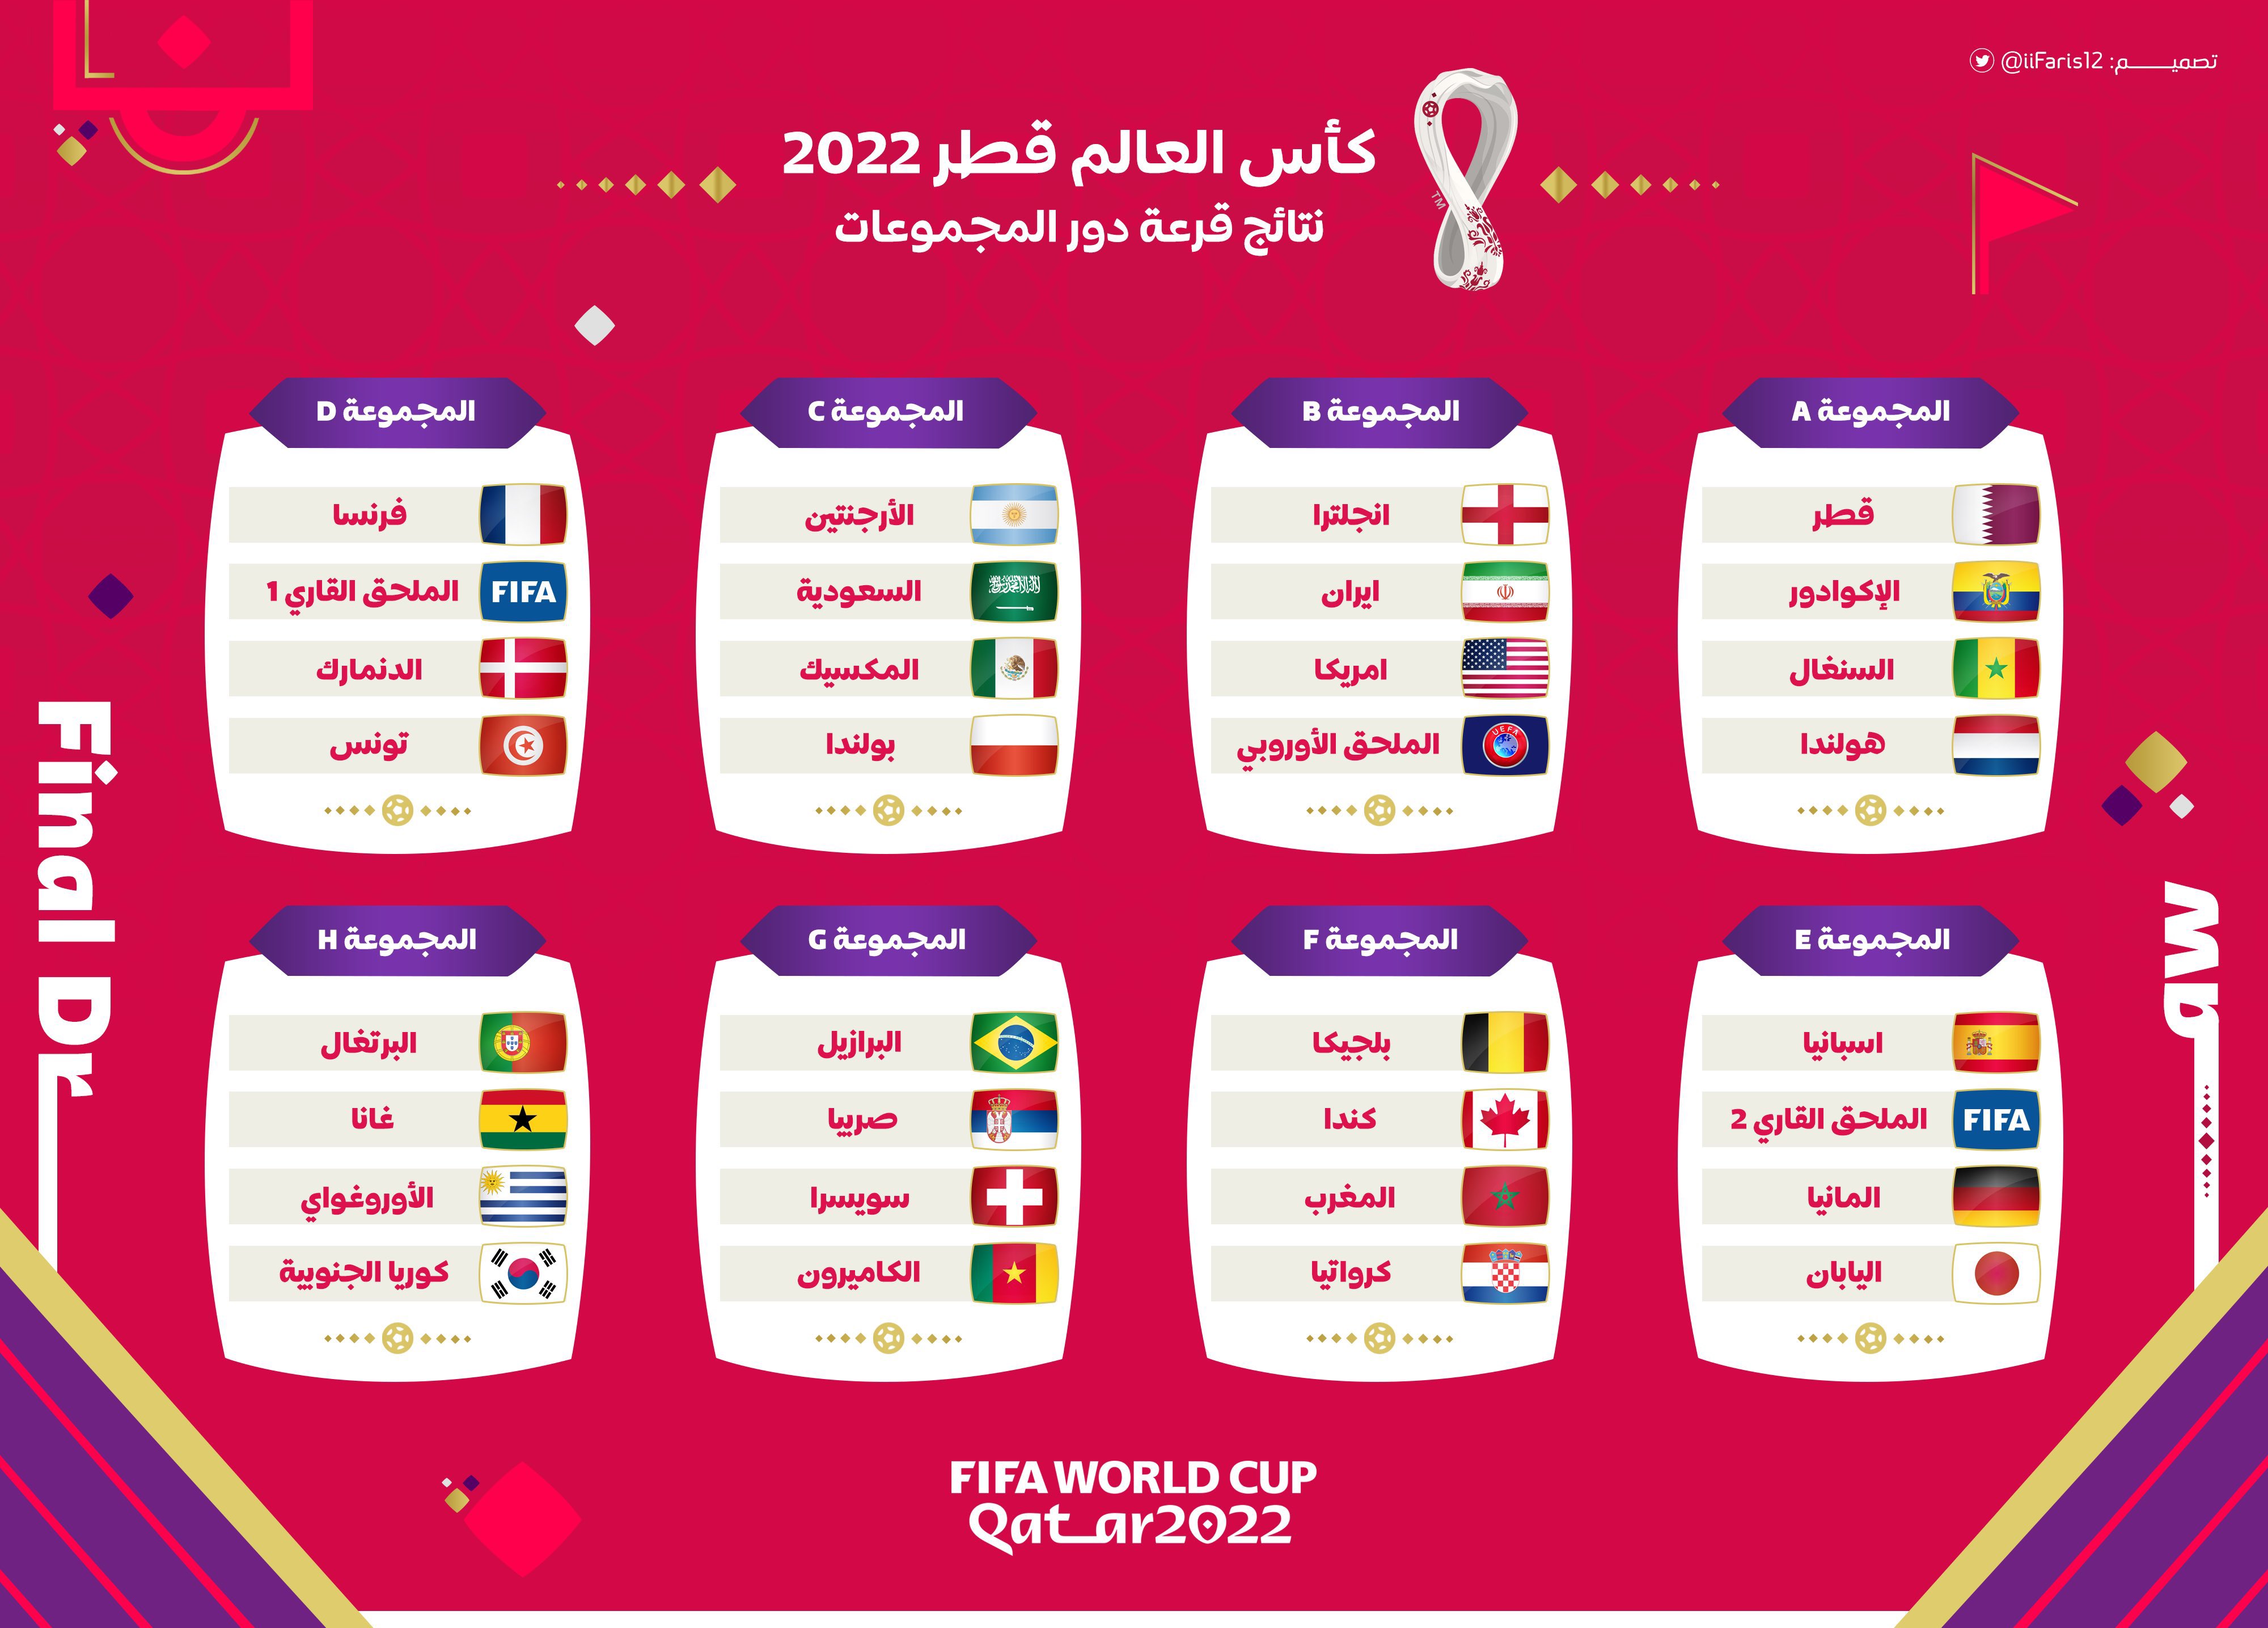 تصميـــــــم: @iiFaris12
كأس العالم قطر 2022
نتائج قرعة دور المجموعات
TM
المجموعة A
قطر
الإكوادور
السنغال
هولندا
المجموعة B
انجلترا
ايران
امريكا
الملحق الأوروبي
UEFA
المجموعة C
الأرجنتين
السعودية
المكسيك
بولندا
المجموعة D
فرنسا
الملحق القاري 1
FIFA
الدنمارك
تونس
المجموعة E
اسبانيا
الملحق القاري 2
FIFA
المانيا
اليابان
المجموعة F
بلجيكا
كندا
المغرب
كرواتيا
المجموعة G
البرازيل
صربيا
سويسرا
الكاميرون
المجموعة H
البرتغال
غانا
الأوروغواي
كوريا الجنوبية
Final Dr
aw
FIFA WORLD CUP
Qatar2022